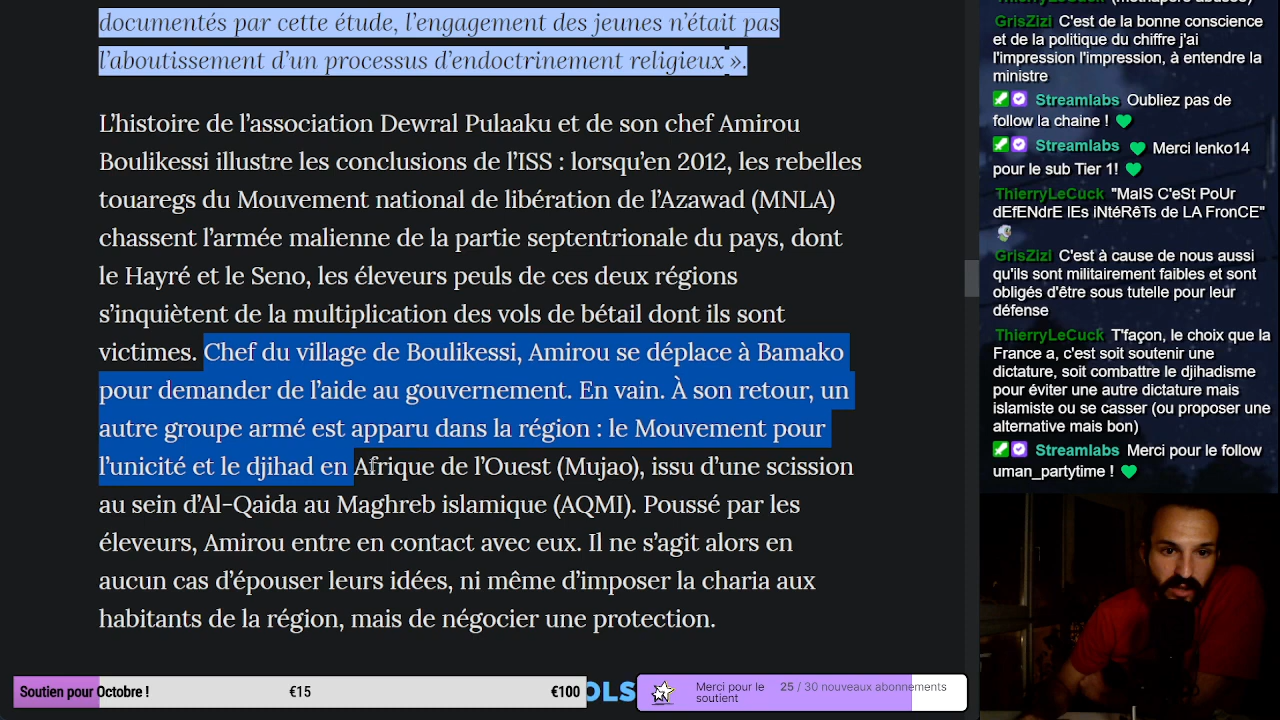 documentés par cette étude, l’engagement des jeunes n’était pas
l’aboutissement d’un processus d’endoctrinement religieux ».
L’histoire de l’association Dewral Pulaaku et de son chef Amirou
Boulikessi illustre les conclusions de l’ISS : lorsqu’en 2012, les rebelles
touaregs du Mouvement national de libération de l’Azawad (MNLA)
chassent l’armée malienne de la partie septentrionale du pays, dont
le Hayré et le Seno, les éleveurs peuls de ces deux régions
s’inquiètent de la multiplication des vols de bétail dont ils sont
victimes. Chef du village de Boulikessi, Amirou se déplace à Bamako
pour demander de l’aide au gouvernement. En vain. À son retour, un
autre groupe armé est apparu dans la région : le Mouvement pour
l’unicité et le djihad en Afrique de l’Ouest (Mujao), issu d’une scission
au sein d’Al-Qaida au Maghreb islamique (AQMI). Poussé par les
éleveurs, Amirou entre en contact avec eux. Il ne s’agit alors en
aucun cas d’épouser leurs idées, ni même d’imposer la charia aux
habitants de la région, mais de négocier une protection.
GrisZizi C'est de la bonne conscience
et de la politique du chiffre j'ai
l'impression l'impression, à entendre la
ministre
Streamlabs Oubliez pas de
follow la chaine !
Streamlabs Merci lenko14
pour le sub Tier 1!
ThierryLeCuck "MaIS C'eSt PoUr
dEfENdrE lEs iNtéRêTs de LA FronCE"
GrisZizi C'est à cause de nous aussi
qu'ils sont militairement faibles et sont
obligés d'être sous tutelle pour leur
défense
ThierryLeCuck T'façon, le choix que la
France a, c'est soit soutenir une
dictature, soit combattre le djihadisme
pour éviter une autre dictature mais
islamiste ou se casser (ou proposer une
alternative mais bon)
Streamlabs Merci pour le follow
uman_partytime !
Soutien pour Octobre ! €15 €100
OLS
Merci pour le
soutien
25 / 30 nouveaux abonnements